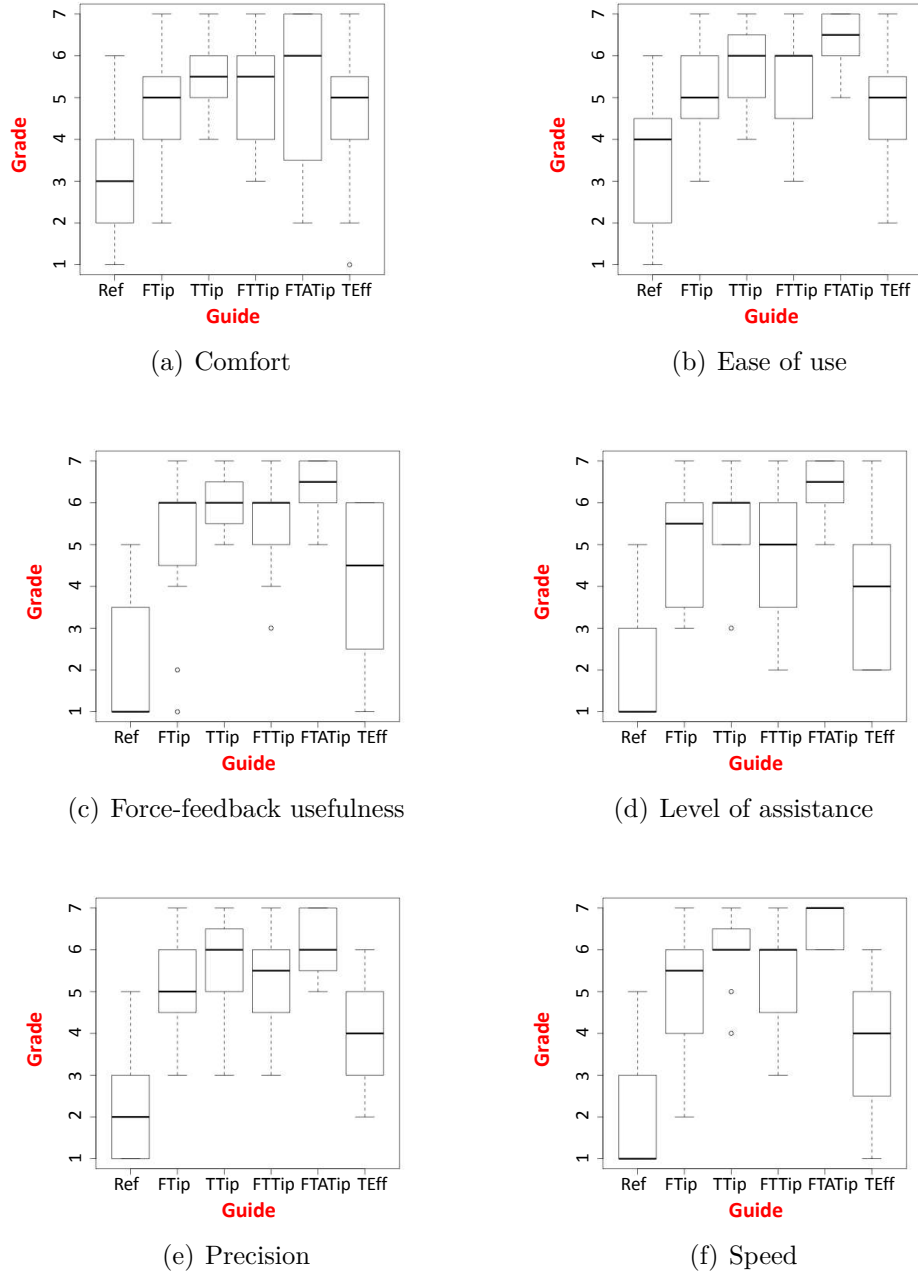 7
6
5
4
3
2
1
Grade
Ref FTip TTip FTTip FTATip TEff
Guide
(a) Comfort
7
6
5
4
3
2
1
Grade
Ref FTip TTip FTTip FTATip TEff
Guide
(b) Ease of use
7
6
5
4
3
2
1
Grade
Ref FTip TTip FTTip FTATip TEff
Guide
(c) Force-feedback usefulness
7
6
5
4
3
2
1
Grade
Ref FTip TTip FTTip FTATip TEff
Guide
(d) Level of assistance
7
6
5
4
3
2
1
Grade
Ref FTip TTip FTTip FTATip TEff
Guide
(e) Precision
7
6
5
4
3
2
1
Grade
Ref FTip TTip FTTip FTATip TEff
Guide
(f) Speed